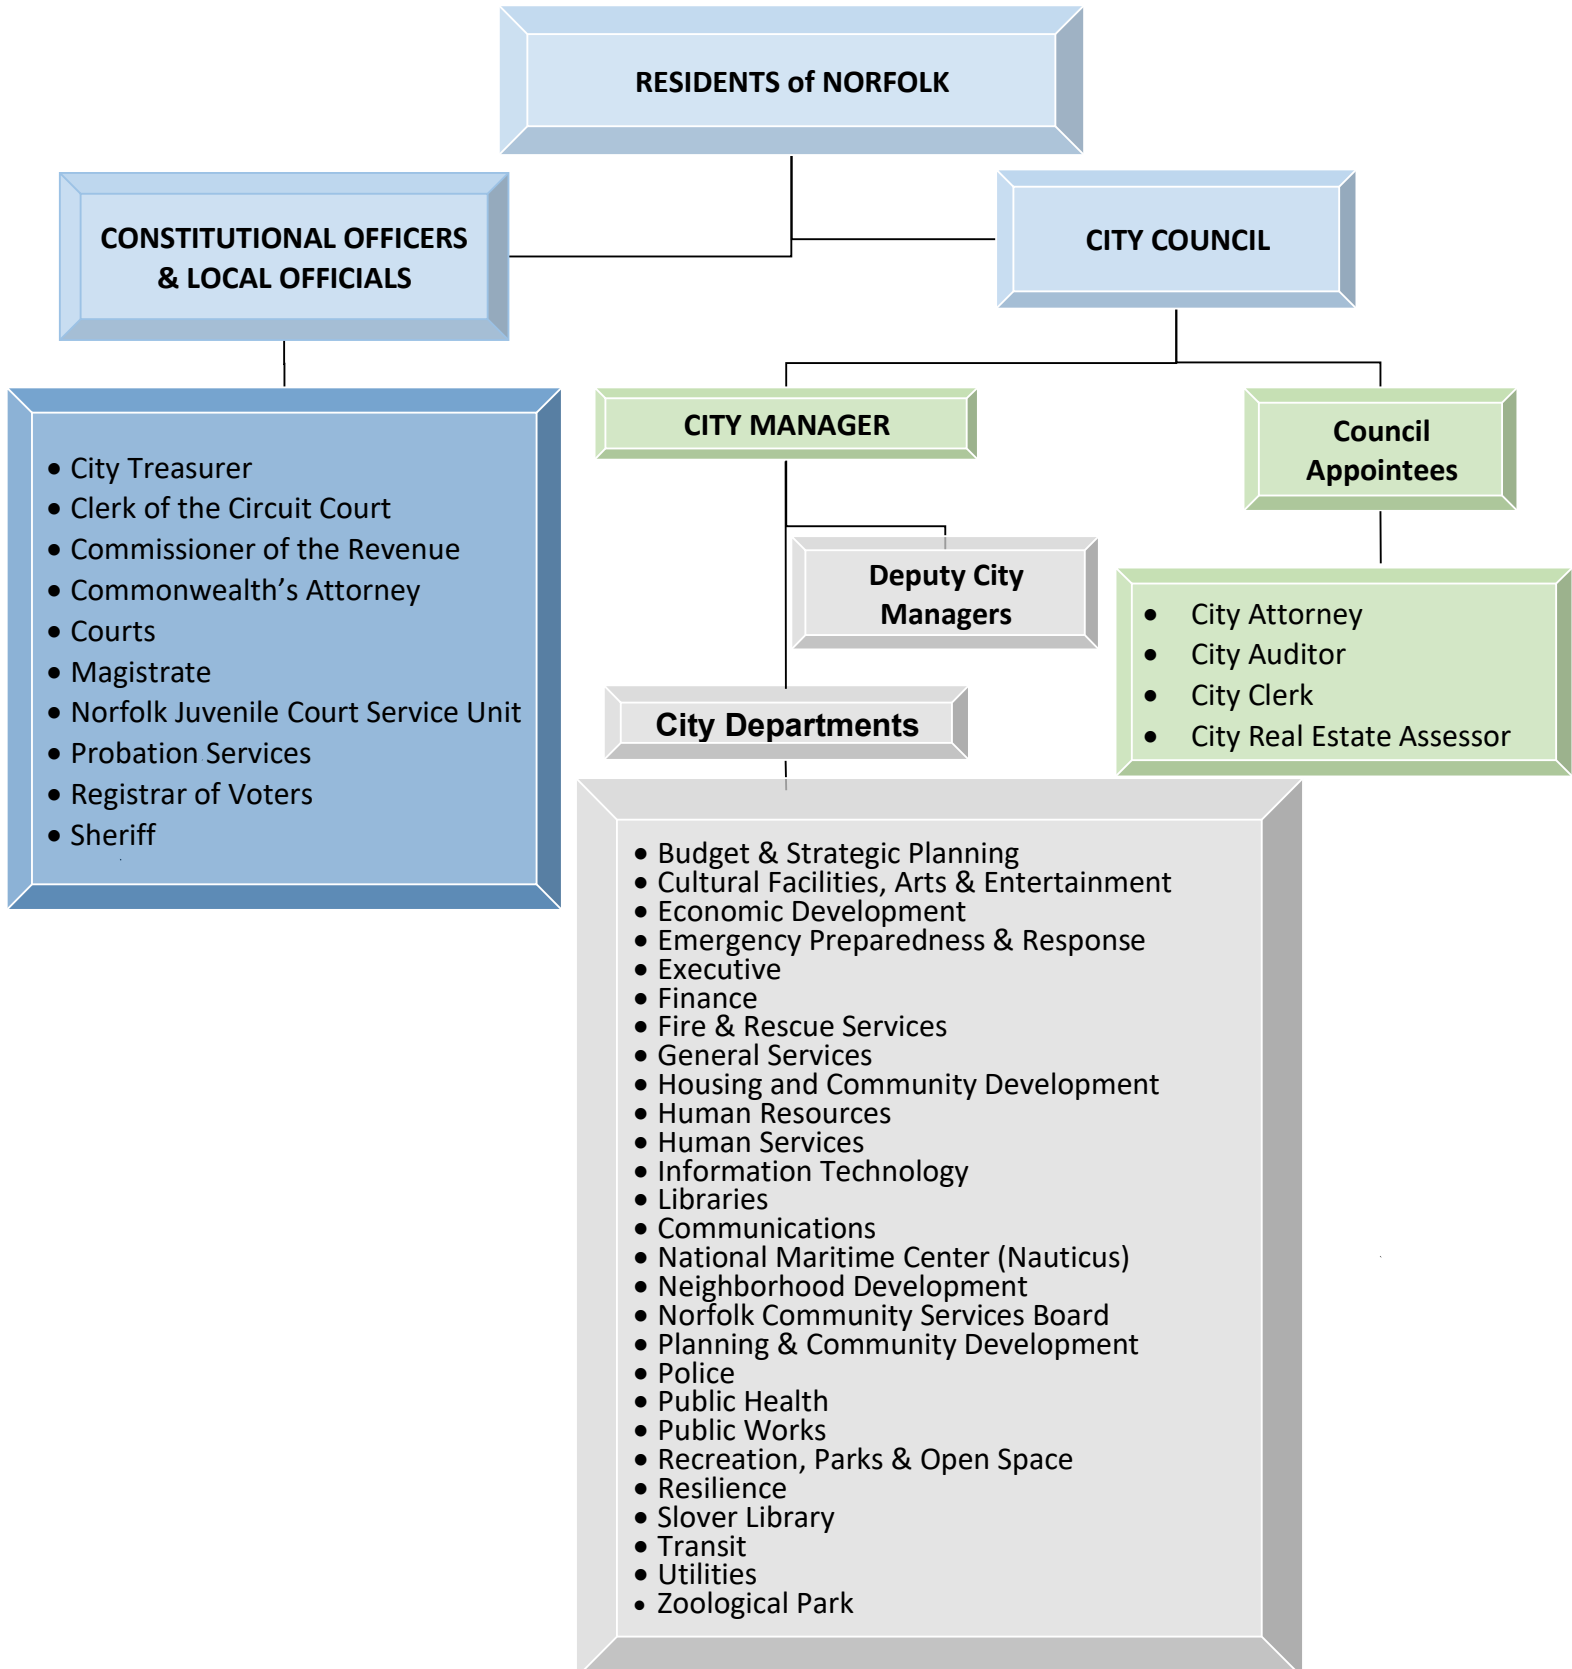 RESIDENTS of NORFOLK
CONSTITUTIONAL OFFICERS
& LOCAL OFFICIALS
CITY COUNCIL
• City Treasurer
• Clerk of the Circuit Court
• Commissioner of the Revenue
• Commonwealth’s Attorney
• Courts
• Magistrate
• Norfolk Juvenile Court Service Unit
• Probation Services
• Registrar of Voters
• Sheriff
CITY MANAGER
Council
Appointees
Deputy City
Managers
• City Attorney
• City Auditor
• City Clerk
• City Real Estate Assessor
City Departments
• Budget & Strategic Planning
• Cultural Facilities, Arts & Entertainment
• Economic Development
• Emergency Preparedness & Response
• Executive
• Finance
• Fire & Rescue Services
• General Services
• Housing and Community Development
• Human Resources
• Human Services
• Information Technology
• Libraries
• Communications
• National Maritime Center (Nauticus)
• Neighborhood Development
• Norfolk Community Services Board
• Planning & Community Development
• Police
• Public Health
• Public Works
• Recreation, Parks & Open Space
• Resilience
• Slover Library
• Transit
• Utilities
• Zoological Park